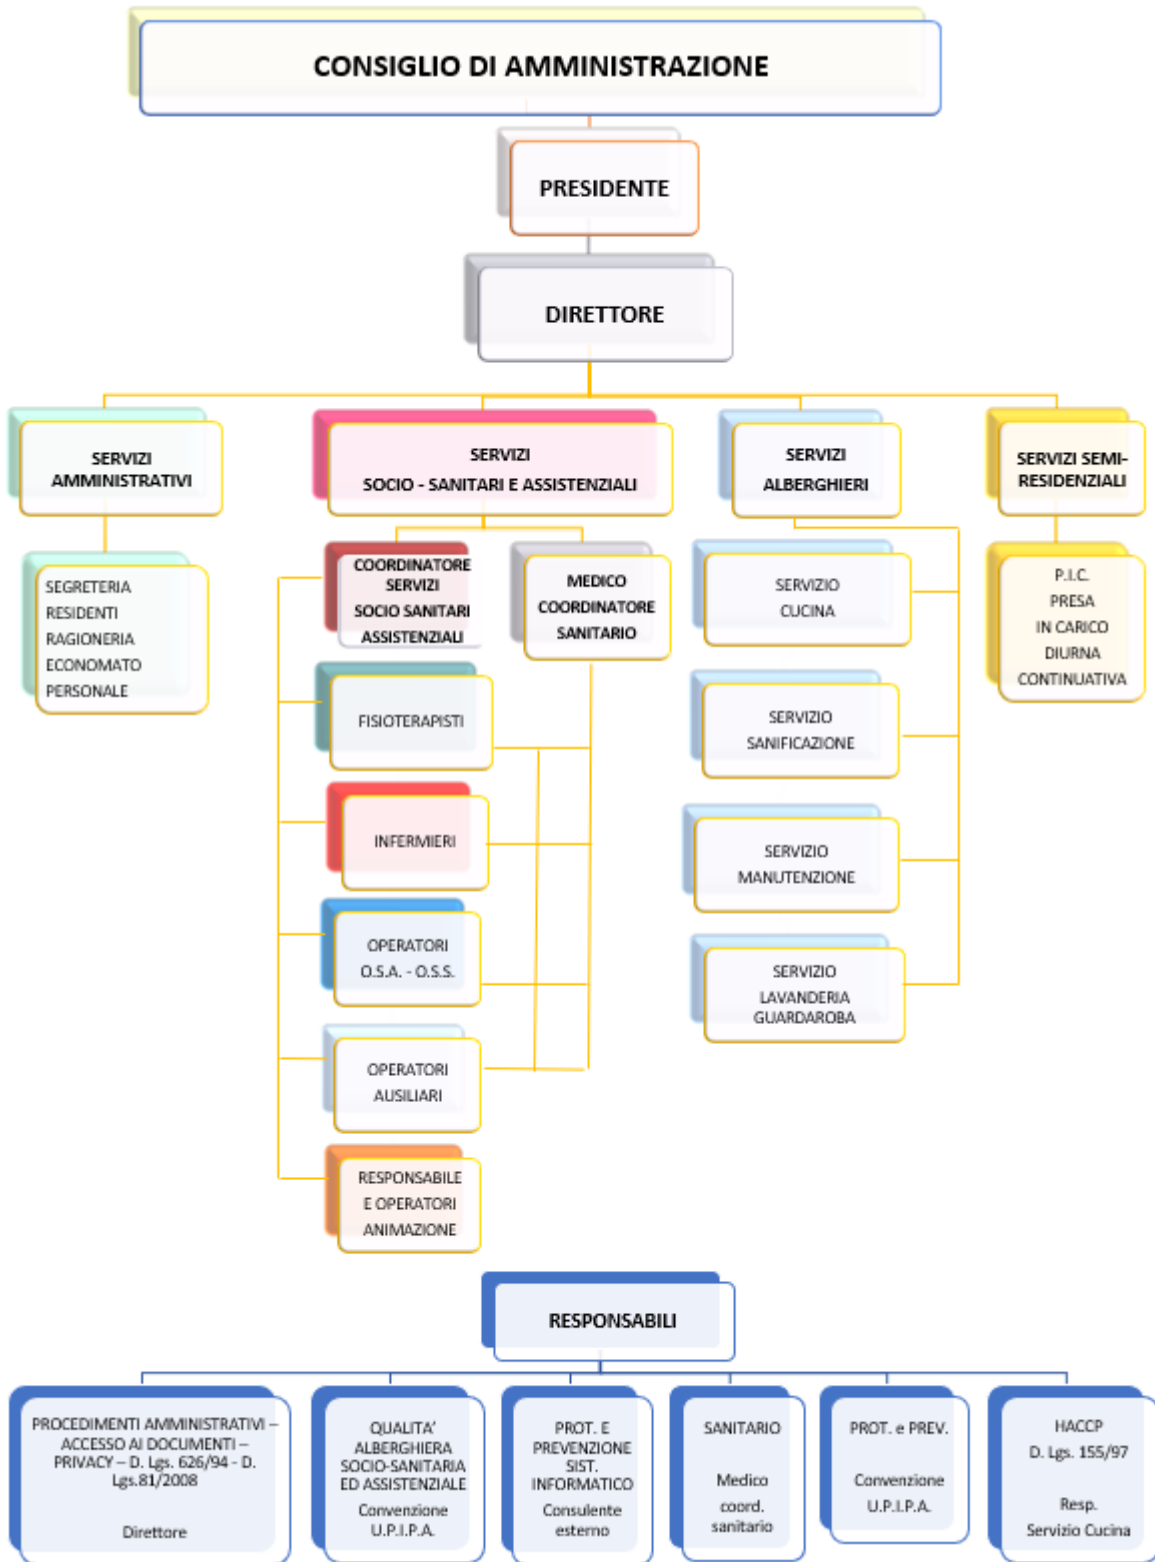 CONSIGLIO DI AMMINISTRAZIONE
PRESIDENTE
DIRETTORE
SERVIZI
AMMINISTRATIVI
SERVIZI
SOCIO - SANITARI E ASSISTENZIALI
SERVIZI
ALBERGHIERI
SERVIZI SEMI-
RESIDENZIALI
SEGRETERIA
RESIDENTI
RAGIONERIA
ECONOMATO
PERSONALE
COORDINATORE
SERVIZI
SOCIO SANITARI
ASSISTENZIALI
MEDICO
COORDINATORE
SANITARIO
SERVIZIO
CUCINA
P.I.C.
PRESA
IN CARICO
DIURNA
CONTINUATIVA
FISIOTERAPISTI
SERVIZIO
SANIFICAZIONE
INFERMIERI
SERVIZIO
MANUTENZIONE
OPERATORI
O.S.A. - O.S.S.
SERVIZIO
LAVANDERIA
GUARDAROBA
OPERATORI
AUSILIARI
RESPONSABILE
E OPERATORI
ANIMAZIONE
RESPONSABILI
PROCEDIMENTI AMMINISTRATIVI –
ACCESSO AI DOCUMENTI –
PRIVACY – D. Lgs. 626/94 - D.
Lgs.81/2008
Direttore
QUALITA'
ALBERGHIERA
SOCIO-SANITARIA
ED ASSISTENZIALE
Convenzione
U.P.I.P.A.
PROT. E
PREVENZIONE
SIST.
INFORMATICO
Consulente
esterno
SANITARIO
Medico
coord.
sanitario
PROT. e PREV.
Convenzione
U.P.I.P.A.
HACCP
D. Lgs. 155/97
Resp.
Servizio Cucina